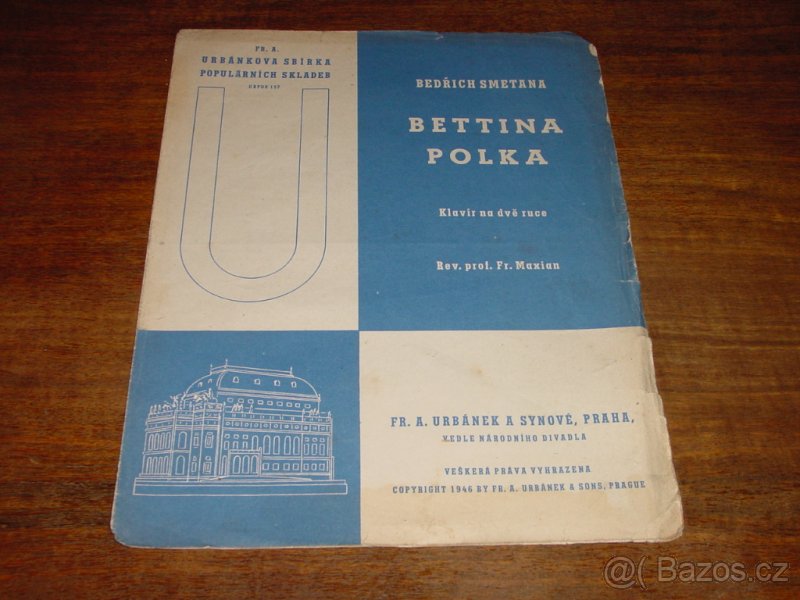 FR. A.
URBÁNKOVA SBÍRKA
POPULÁRNÍCH SKLADEB
U
BEDŘICH SMETANA
BETTINA
POLKA
Klavír na dvě ruce
Rev. prof. Fr. Maxian
FR. A. URBÁNEK A SYNOVÉ, PRAHA,
VEDLE NÁRODNÍHO DIVADLA
VEŠKERÁ PRÁVA VYHRAZENA
COPYRIGHT 1946 BY FR. A. URBÁNEK & SONS, PRAGUE
@( Bazos.cz